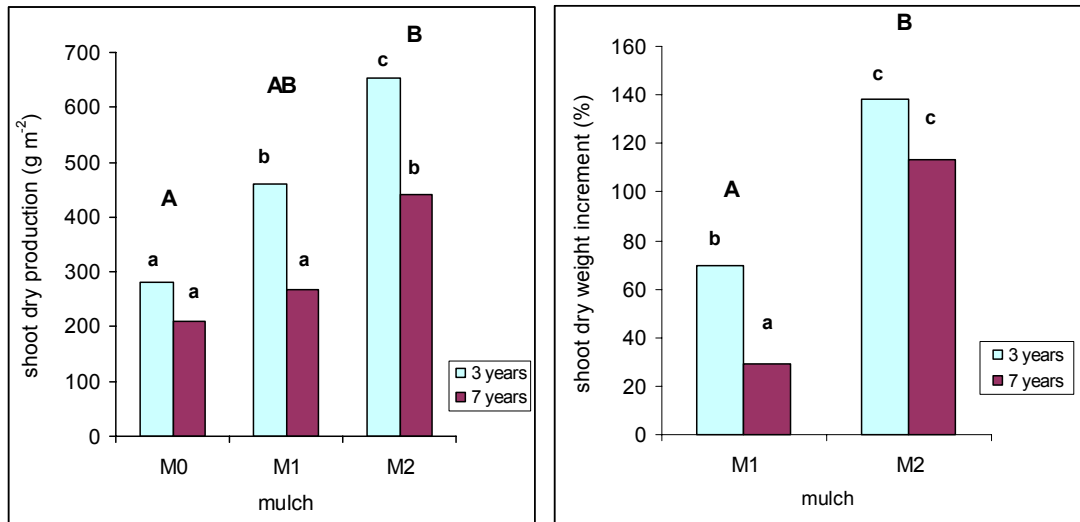 shoot dry production (g m-2)
700
600
500
400
300
200
100
0
A
AB
B
a
a
b
a
c
b
M0
M1
M2
mulch
3 years
7 years
shoot dry weight increment (%)
160
140
120
100
80
60
40
20
0
A
B
b
a
c
c
M1
M2
mulch
3 years
7 years